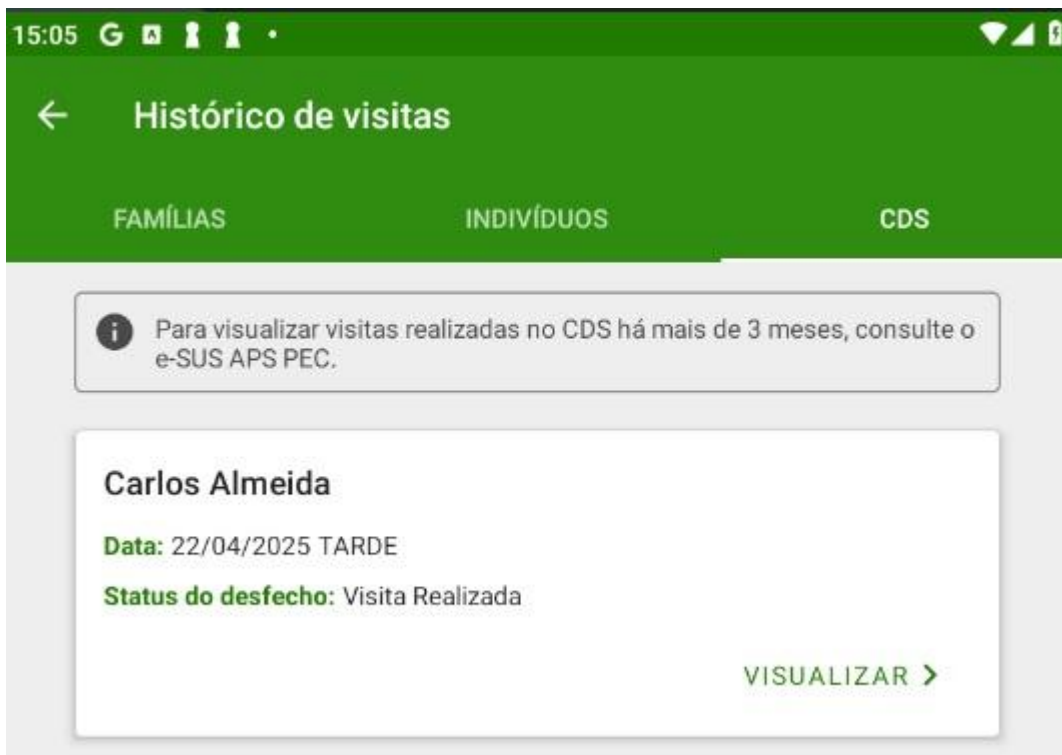 15:05 G
Histórico de visitas
FAMÍLIAS INDIVÍDUOS CDS
Para visualizar visitas realizadas no CDS há mais de 3 meses, consulte o
e-SUS APS PEC.
Carlos Almeida
Data: 22/04/2025 TARDE
Status do desfecho: Visita Realizada
VISUALIZAR